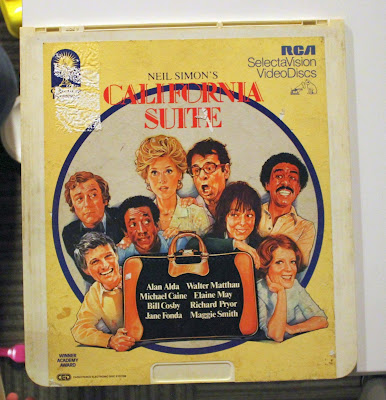 RCA
SelectaVision
VideoDiscs
NEIL SIMON'S
CALIFORNIA
SUITE
Alan Alda Walter Matthau
Michael Caine Elaine May
Bill Cosby Richard Pryor
Jane Fonda Maggie Smith
WINNER
ACADEMY
AWARD
CED